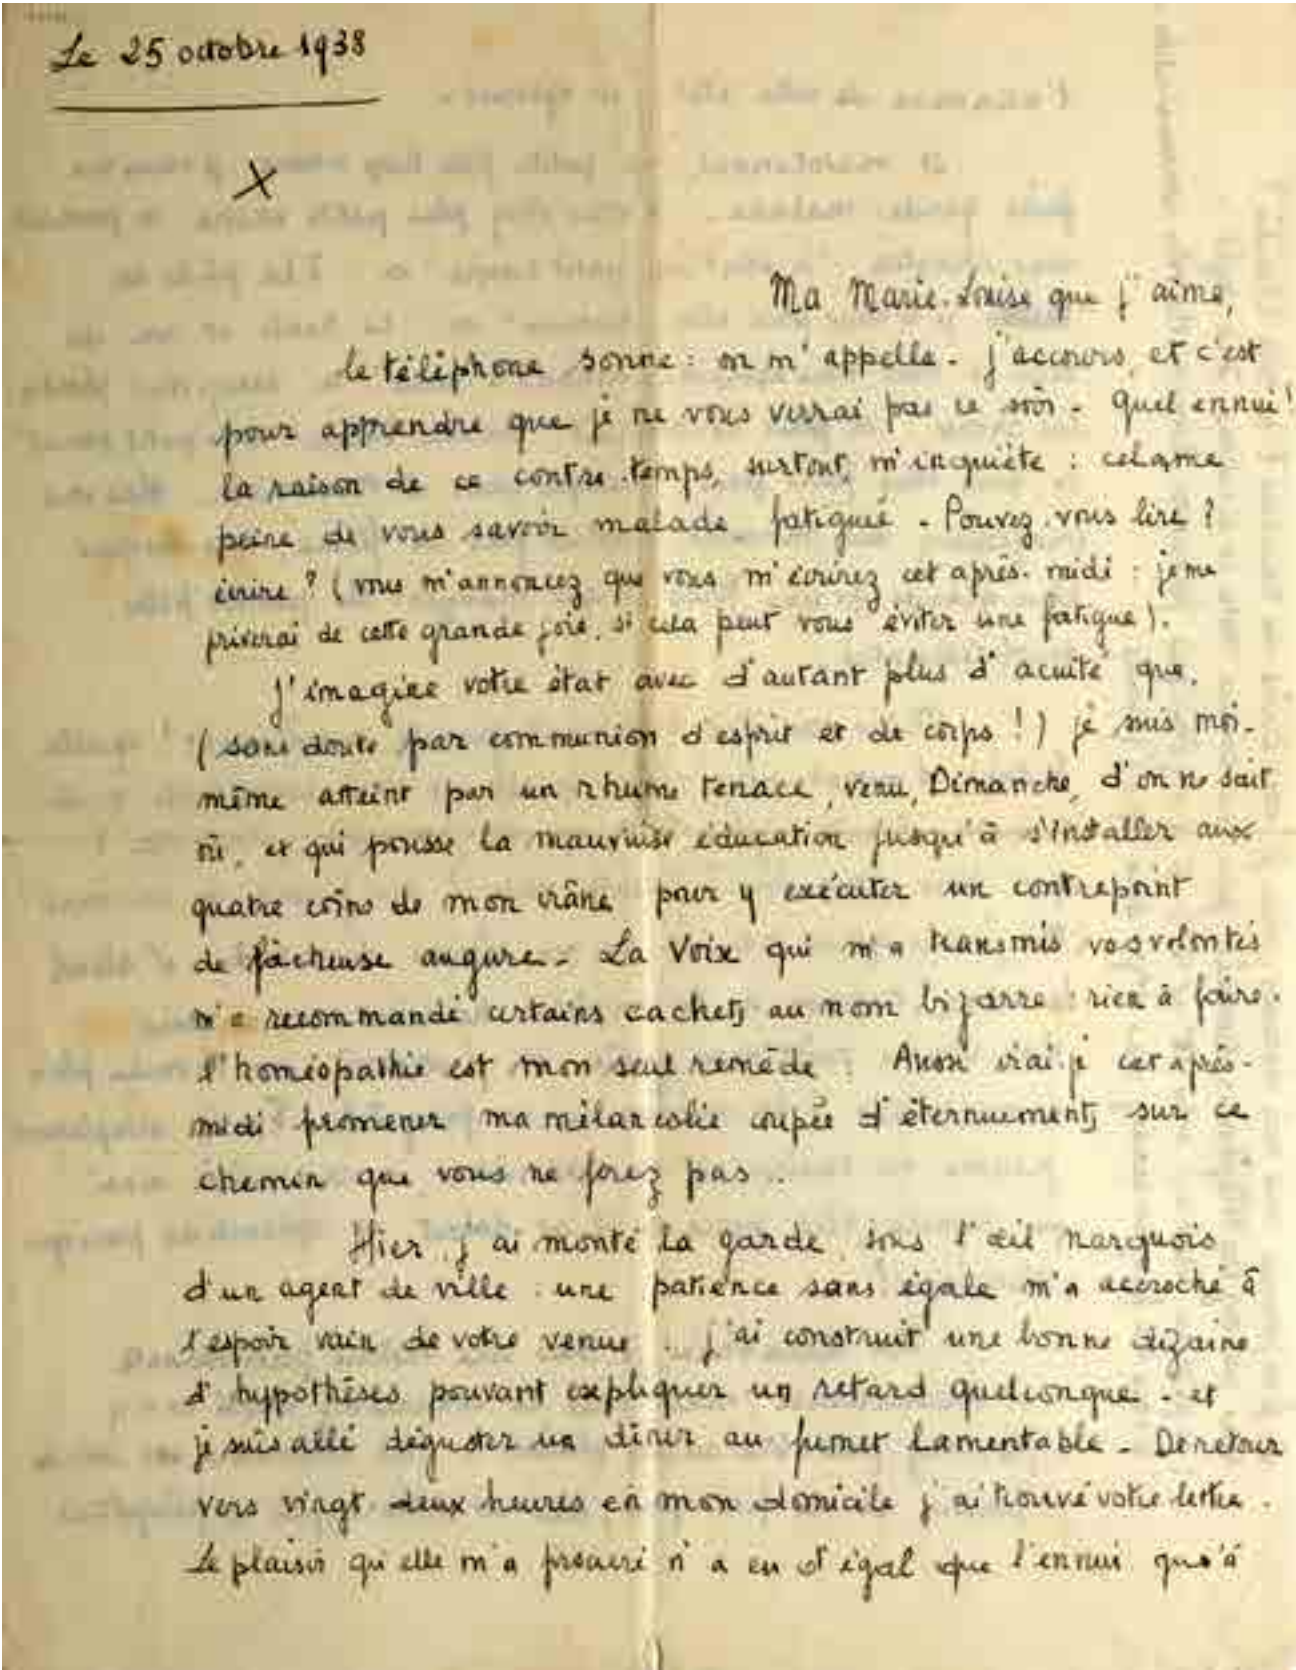 Le 25 octobre 1938
X
Ma Marie-Louise que j'aime,
le téléphone sonne : on m'appelle - j'accours, et c'est
pour apprendre que je ne vous verrai pas ce soir - Quel ennui !
la raison de ce contre-temps, surtout, m'inquiète : cela me
peine de vous savoir malade, fatiguée - Pouvez-vous lire ?
écrire ? (vous m'annoncez que vous m'écrirez cet après-midi : je me
priverai de cette grande joie, si cela peut vous éviter une fatigue).
J'imagine votre état avec d'autant plus d'acuité que,
(sans doute par communion d'esprit et de corps !) je suis moi-
même atteint par un rhume tenace, venu, Dimanche, d'on ne sait
où, et qui pousse la mauvaise éducation jusqu'à s'installer aux
quatre coins de mon crâne pour y exécuter un contrepoint
de fâcheuse augure - La Voix qui m'a transmis vos volontés
m'a recommandé certains cachets au nom bizarre : rien à faire.
l'homéopathie est mon seul remède. Aussi irai-je cet après-
midi promener ma mélancolie coupée d'éternuements sur ce
chemin que vous ne ferez pas..
Hier, j'ai monté la garde, sous l'œil narquois
d'un agent de ville : une patience sans égale m'a accroché à
l'espoir vain de votre venue.. j'ai construit une bonne dizaine
d'hypothèses pouvant expliquer un retard quelconque - et
je suis allé déguster un dîner au fumet lamentable - De retour
vers vingt deux heures en mon domicile j'ai trouvé votre lettre.
Le plaisir qu'elle m'a procuré n'a eu d'égal que l'ennui qu'a